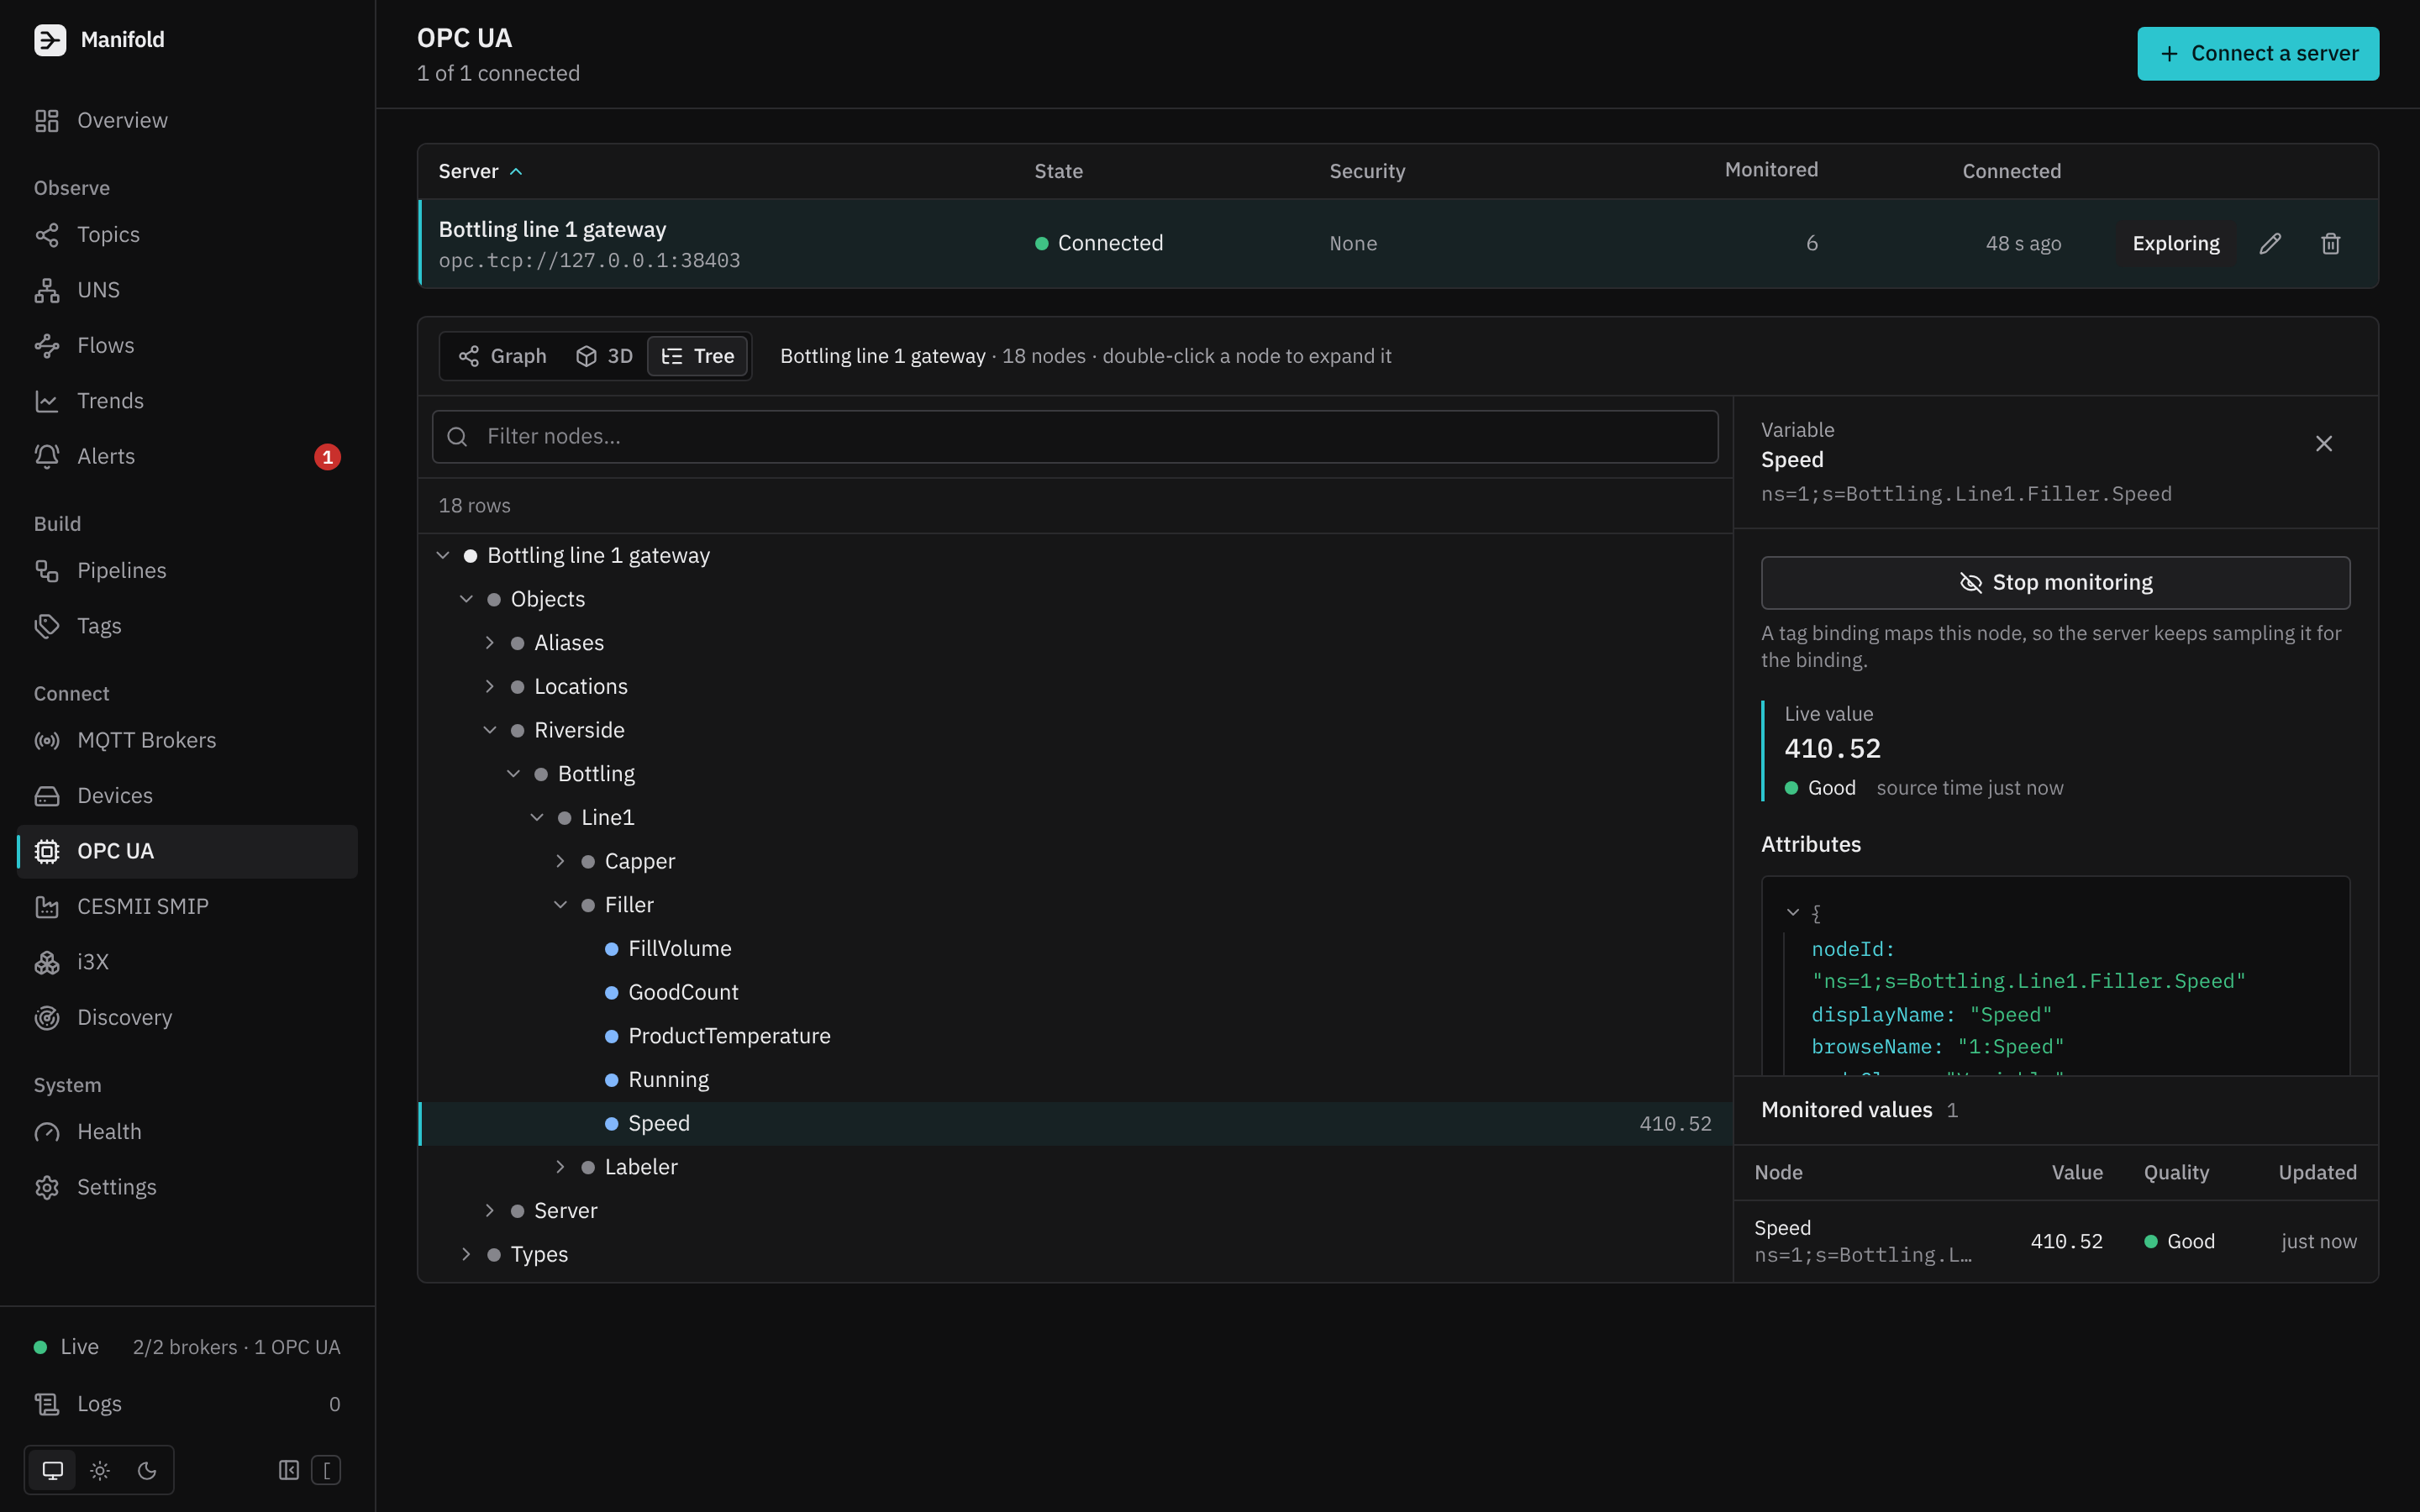 Manifold
Overview
Observe
Topics
UNS
Flows
Trends
Alerts 1
Build
Pipelines
Tags
Connect
MQTT Brokers
Devices
OPC UA
CESMII SMIP
i3X
Discovery
System
Health
Settings
Live 2/2 brokers · 1 OPC UA
Logs 0
[
OPC UA
1 of 1 connected
+ Connect a server
Server State Security Monitored Connected
Bottling line 1 gateway
opc.tcp://127.0.0.1:38403
Connected None 6 48 s ago Exploring
Graph 3D Tree Bottling line 1 gateway · 18 nodes · double-click a node to expand it
Filter nodes...
18 rows
Bottling line 1 gateway
Objects
Aliases
Locations
Riverside
Bottling
Line1
Capper
Filler
FillVolume
GoodCount
ProductTemperature
Running
Speed 410.52
Labeler
Server
Types
Variable
Speed
ns=1;s=Bottling.Line1.Filler.Speed
Stop monitoring
A tag binding maps this node, so the server keeps sampling it for
the binding.
Live value
410.52
Good source time just now
Attributes
{
nodeId:
"ns=1;s=Bottling.Line1.Filler.Speed"
displayName: "Speed"
browseName: "1:Speed"
Monitored values 1
Node Value Quality Updated
Speed
ns=1;s=Bottling.L…
410.52 Good just now